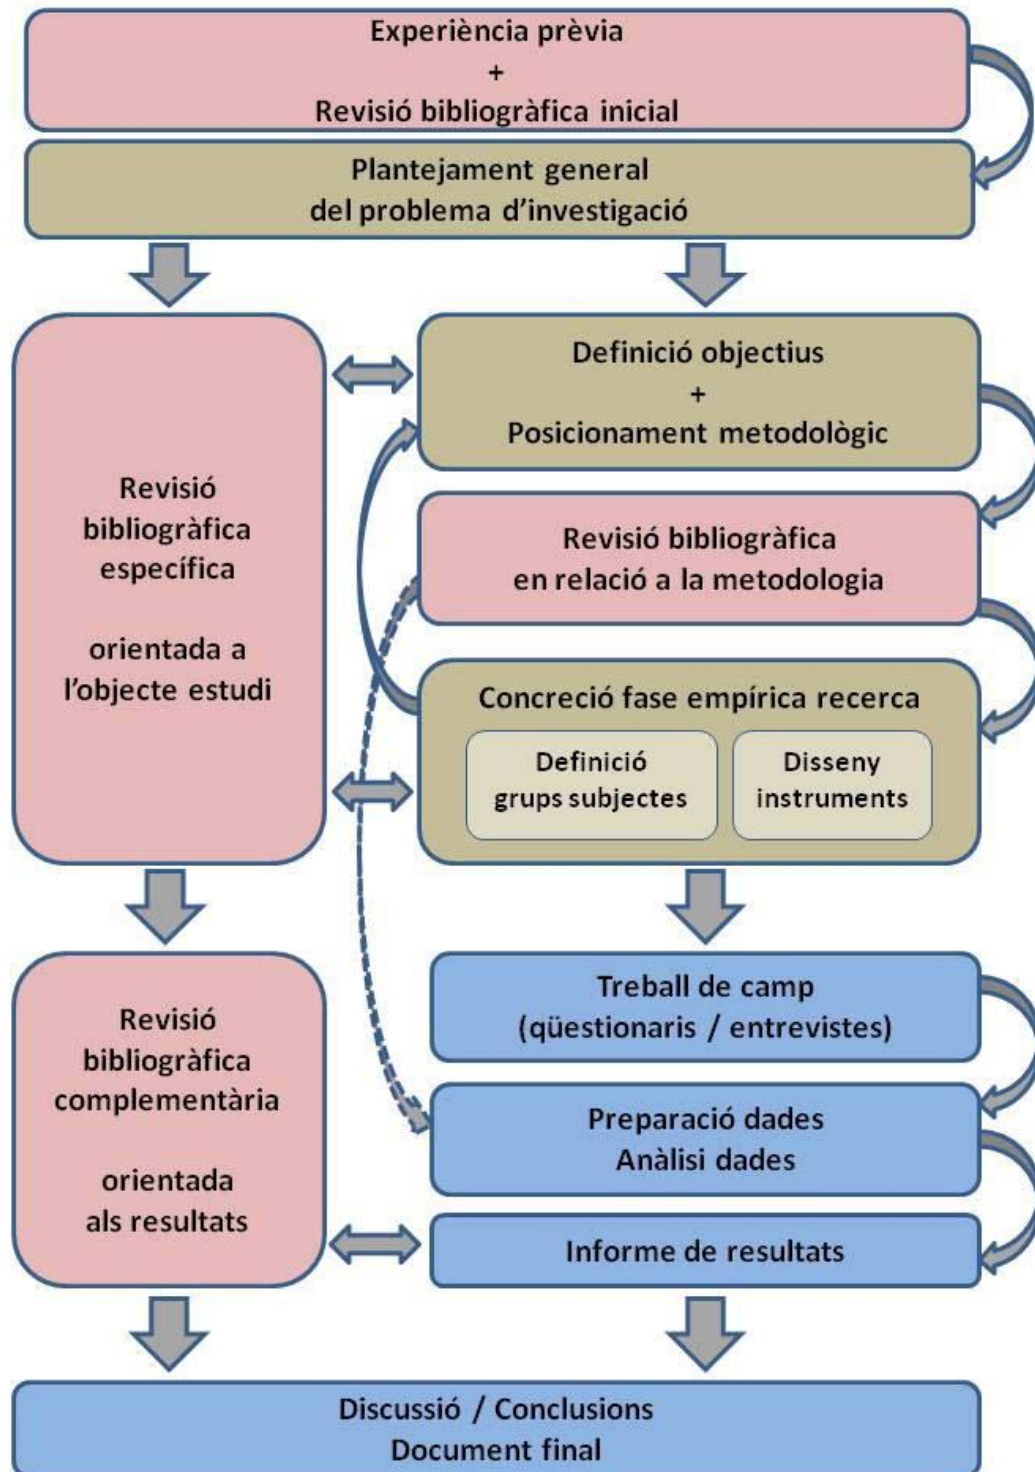 Experiència prèvia
+
Revisió bibliogràfica inicial
Plantejament general
del problema d'investigació
Revisió
bibliogràfica
específica
orientada a
l'objecte estudi
Definició objectius
+
Posicionament metodològic
Revisió bibliogràfica
en relació a la metodologia
Concreció fase empírica recerca
Definició
grups subjectes
Disseny
instruments
Revisió
bibliogràfica
complementària
orientada
als resultats
Treball de camp
(qüestionaris / entrevistes)
Preparació dades
Anàlisi dades
Informe de resultats
Discussió / Conclusions
Document final